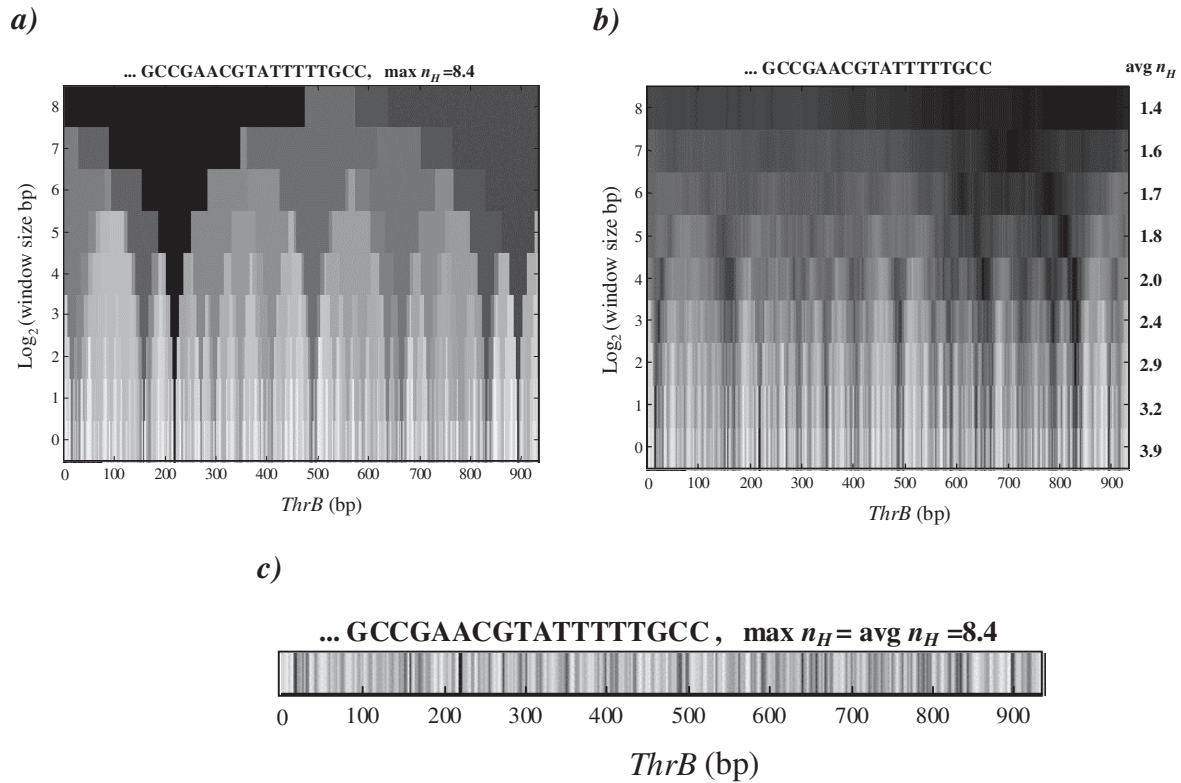 a)
... GCCGAACGTATTTTTGCC, max n_H =8.4
8
7
6
5
4
3
2
1
0
Log2 (window size bp)
0 100 200 300 400 500 600 700 800 900
ThrB (bp)
b)
... GCCGAACGTATTTTTGCC avg n_H
8 1.4
7 1.6
6 1.7
5 1.8
4 2.0
3 2.4
2 2.9
1 3.2
0 3.9
Log2 (window size bp)
0 100 200 300 400 500 600 700 800 900
ThrB (bp)
c)
... GCCGAACGTATTTTTGCC , max n_H = avg n_H =8.4
0 100 200 300 400 500 600 700 800 900
ThrB (bp)